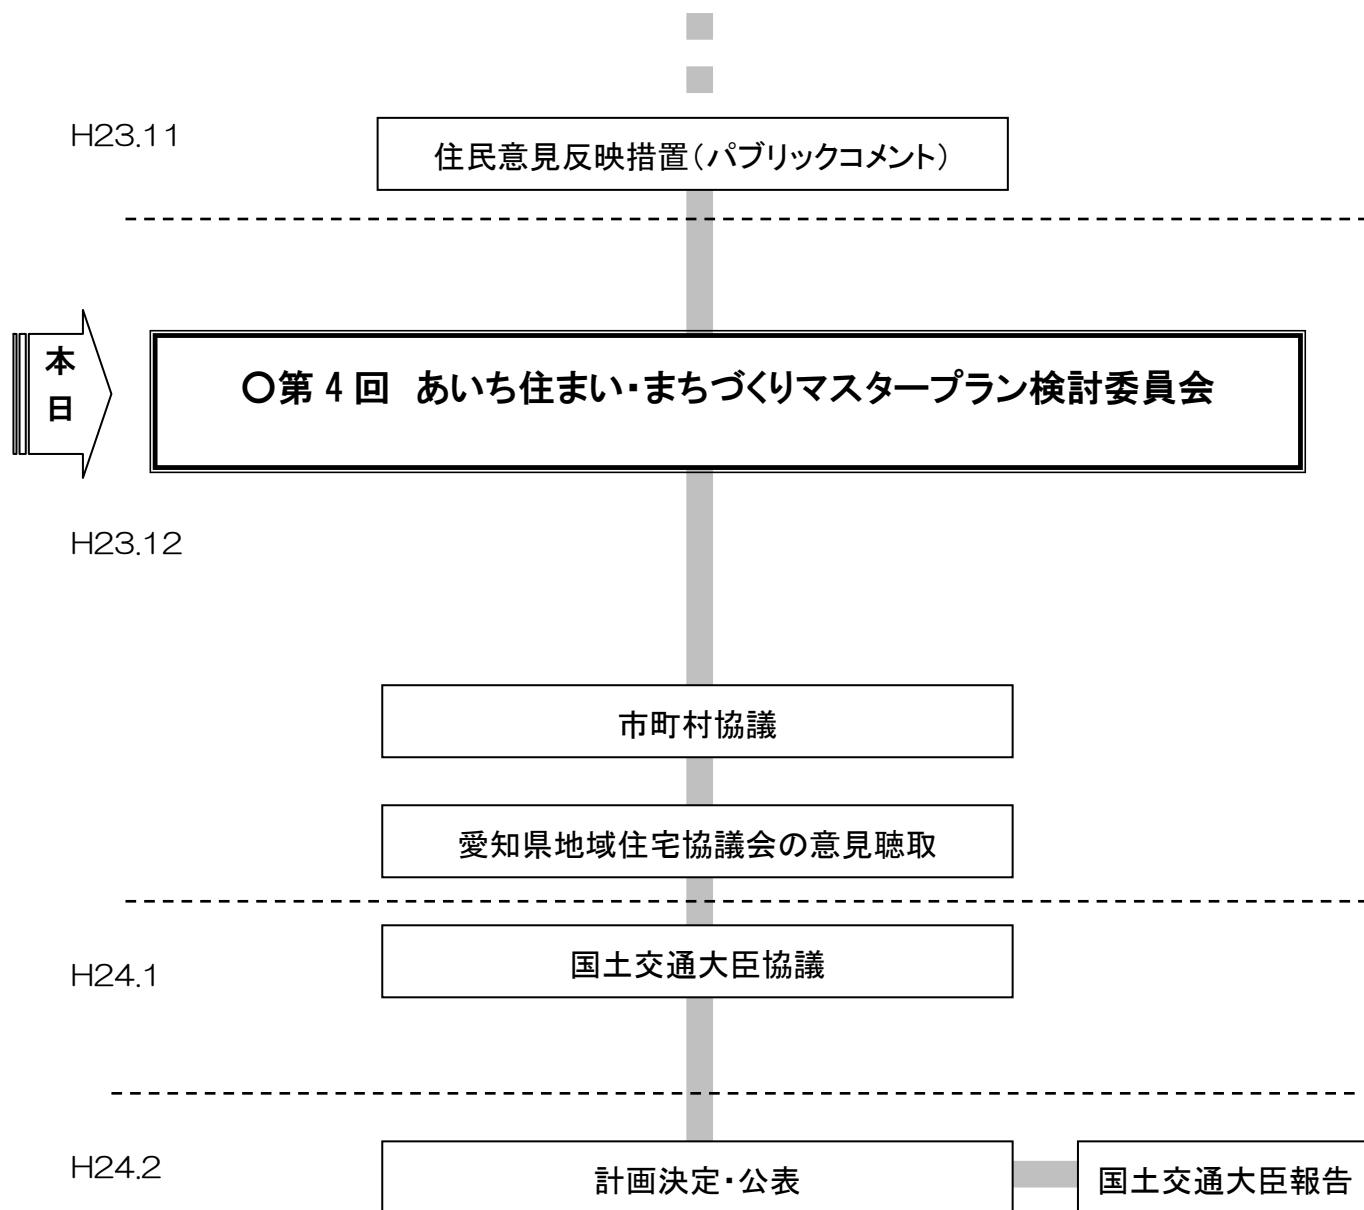 H23.11
住民意見反映措置(パブリックコメント)
本
日
○第 4 回 あいち住まい・まちづくりマスタープラン検討委員会
H23.12
市町村協議
愛知県地域住宅協議会の意見聴取
H24.1
国土交通大臣協議
H24.2
計画決定・公表
国土交通大臣報告